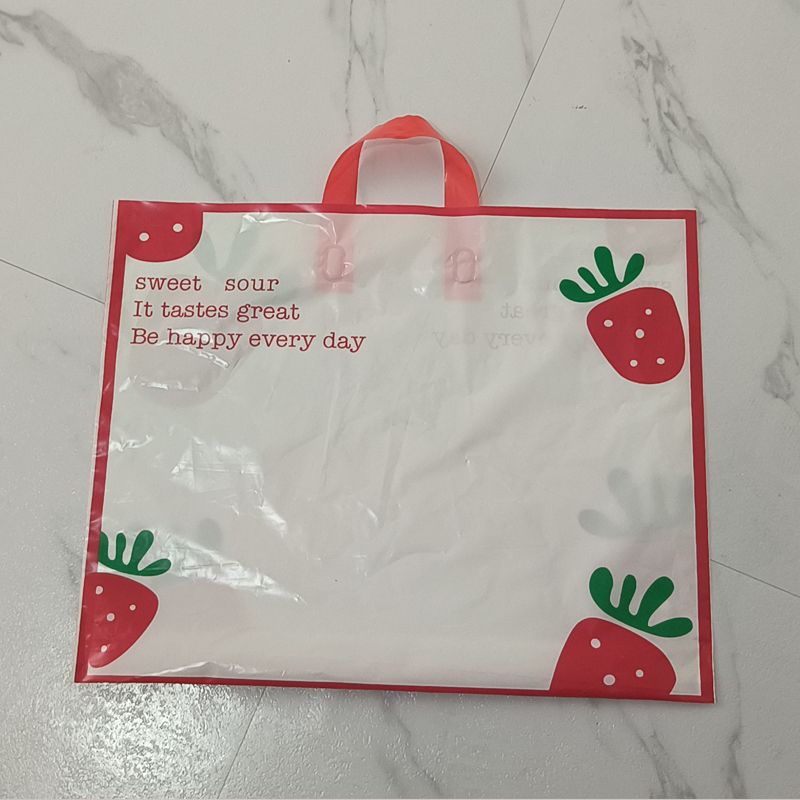 sweet sour
It tastes great
Be happy every day